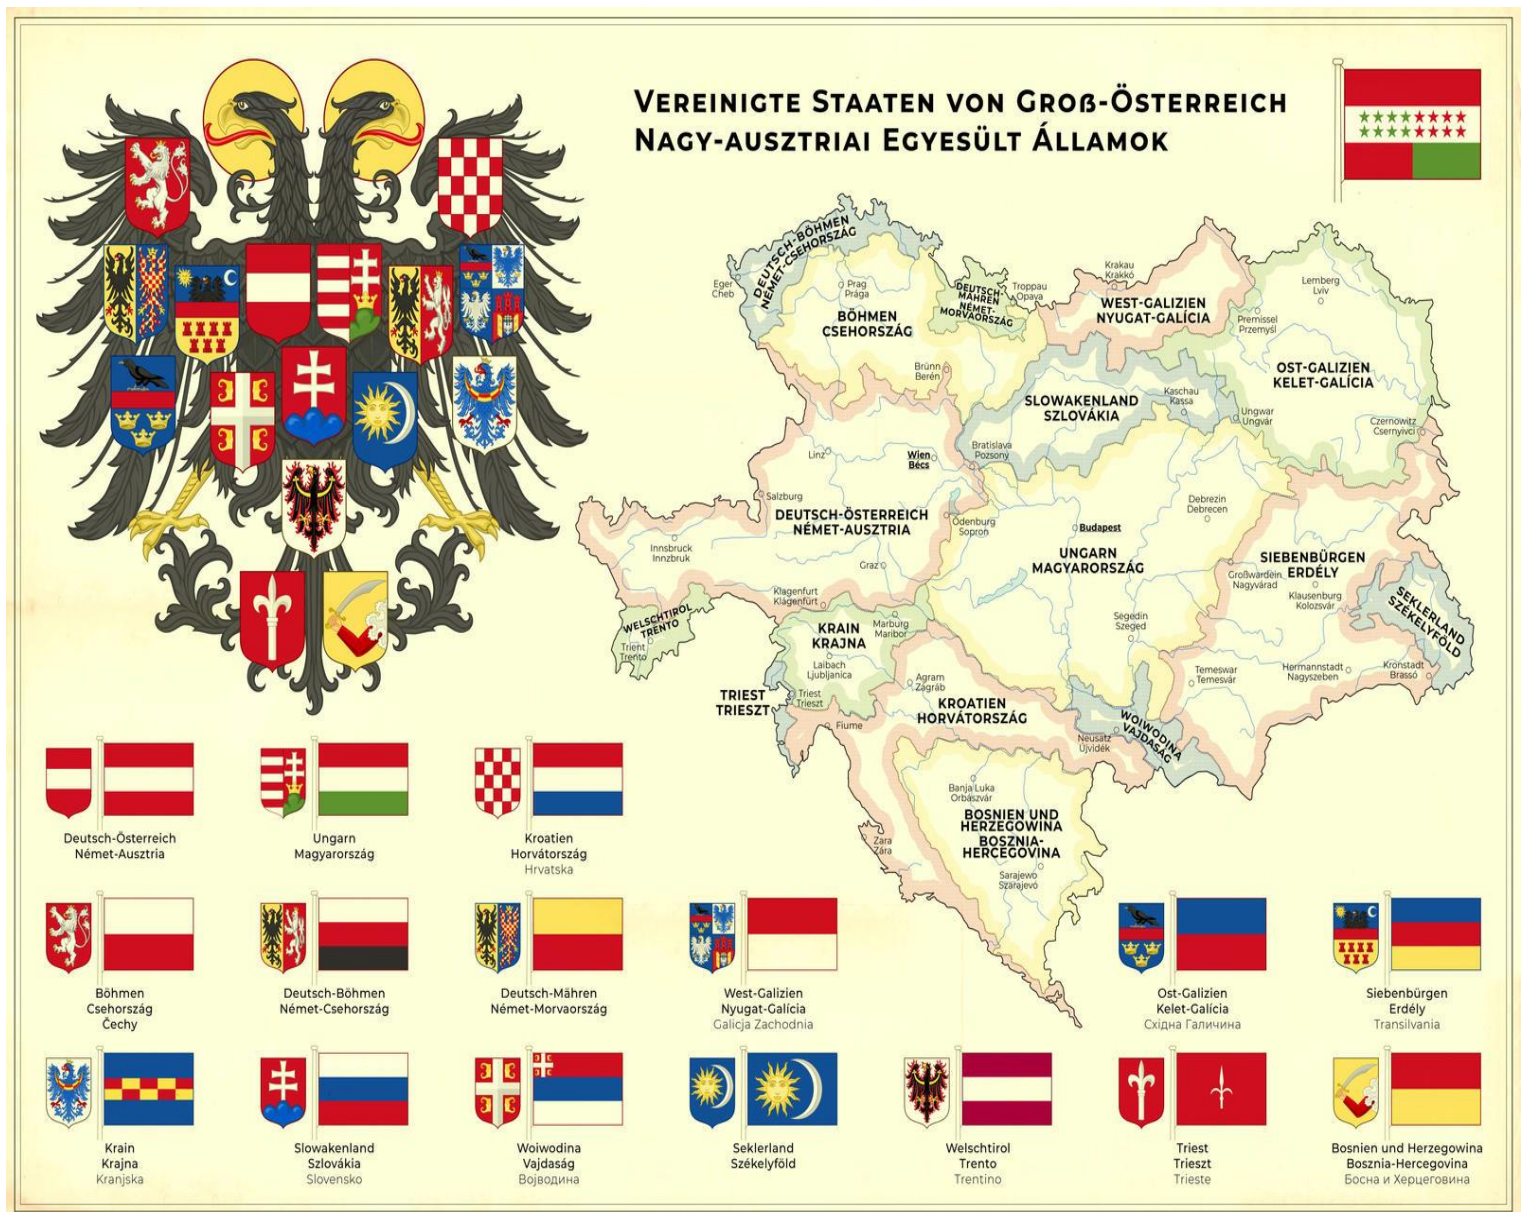 VEREINIGTE STAATEN VON GROß-ÖSTERREICH
NAGY-AUSZTRIAI EGYESÜLT ÁLLAMOK
DEUTSCH-BÖHMEN
NÉMET-CSEHORSZÁG
Eger
Cheb
Prag
Prága
BÖHMEN
CSEHORSZÁG
DEUTSCH-
MÄHREN
NÉMET-
MORVAORSZÁG
Troppau
Opava
Brünn
Berén
Krakau
Krakkó
WEST-GALIZIEN
NYUGAT-GALÍCIA
Lemberg
Lviv
Premissel
Przemyśl
OST-GALIZIEN
KELET-GALÍCIA
Czernowitz
Csernyivci
SLOWAKENLAND
SZLOVÁKIA
Kaschau
Kassa
Ungwar
Ungvár
Bratislava
Pozsony
Linz
Wien
Bécs
Salzburg
DEUTSCH-ÖSTERREICH
NÉMET-AUSZTRIA
Innsbruck
Innzbruk
Graz
Ödenburg
Sopron
Klagenfurt
Klágenfúrt
Budapest
Debrezin
Debrecen
UNGARN
MAGYARORSZÁG
Segedin
Szeged
SIEBENBÜRGEN
ERDÉLY
Großwardein
Nagyvárad
Klausenburg
Kolozsvár
SEKLERLAND
SZÉKELYFÖLD
Temeswar
Temesvár
Hermannstadt
Nagyszeben
Kronstadt
Brassó
WELSCHTIROL
TRENTO
Trient
Trento
KRAIN
KRAJNA
Marburg
Maribor
Laibach
Ljubljanica
TRIEST
TRIESZT
Triest
Trieszt
Fiume
Agram
Zágráb
KROATIEN
HORVÁTORSZÁG
WOIWODINA
VAJDASÁG
Neusatz
Újvidék
Banja Luka
Orbászvár
BOSNIEN UND
HERZEGOWINA
BOSZNIA-
HERCEGOVINA
Zara
Zára
Sarajewo
Szarajevó
Deutsch-Österreich
Német-Ausztria
Ungarn
Magyarország
Kroatien
Horvátország
Hrvatska
Böhmen
Csehország
Čechy
Deutsch-Böhmen
Német-Csehország
Deutsch-Mähren
Német-Morvaország
West-Galizien
Nyugat-Galícia
Galicja Zachodnia
Ost-Galizien
Kelet-Galícia
Східна Галичина
Siebenbürgen
Erdély
Transilvania
Krain
Krajna
Kranjska
Slowakenland
Szlovákia
Slovensko
Woiwodina
Vajdaság
Војводина
Seklerland
Székelyföld
Welschtirol
Trento
Trentino
Triest
Trieszt
Trieste
Bosnien und Herzegowina
Bosznia-Hercegovina
Босна и Херцеговина